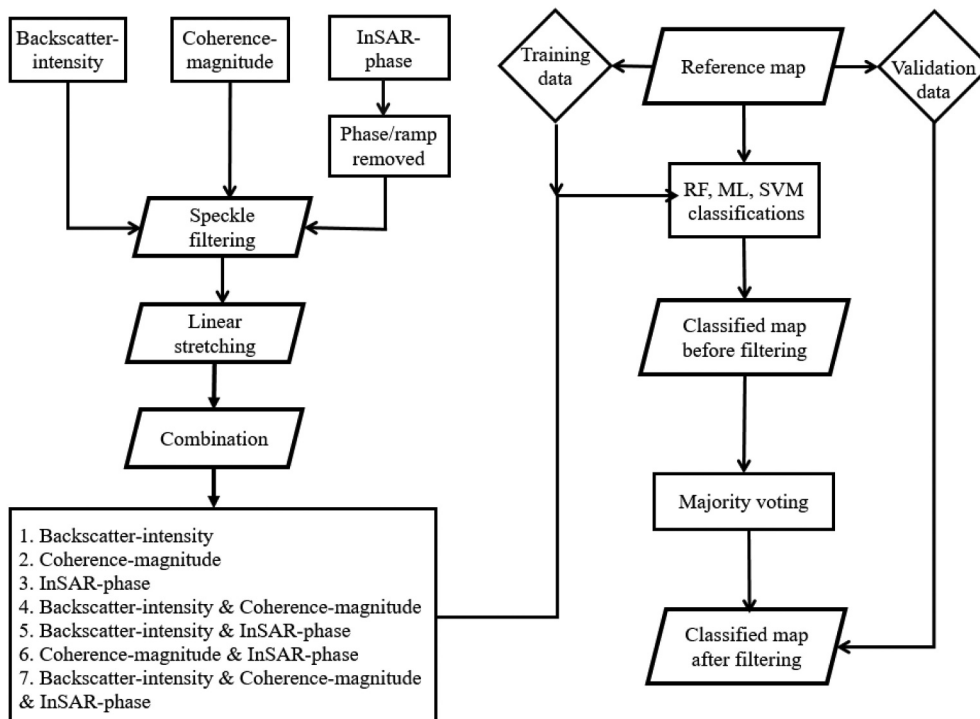 Backscatter-
intensity
Coherence-
magnitude
InSAR-
phase
Phase/ramp
removed
Speckle
filtering
Linear
stretching
Combination
1. Backscatter-intensity
2. Coherence-magnitude
3. InSAR-phase
4. Backscatter-intensity & Coherence-magnitude
5. Backscatter-intensity & InSAR-phase
6. Coherence-magnitude & InSAR-phase
7. Backscatter-intensity & Coherence-magnitude
& InSAR-phase
Training
data
Reference map
Validation
data
RF, ML, SVM
classifications
Classified map
before filtering
Majority voting
Classified map
after filtering